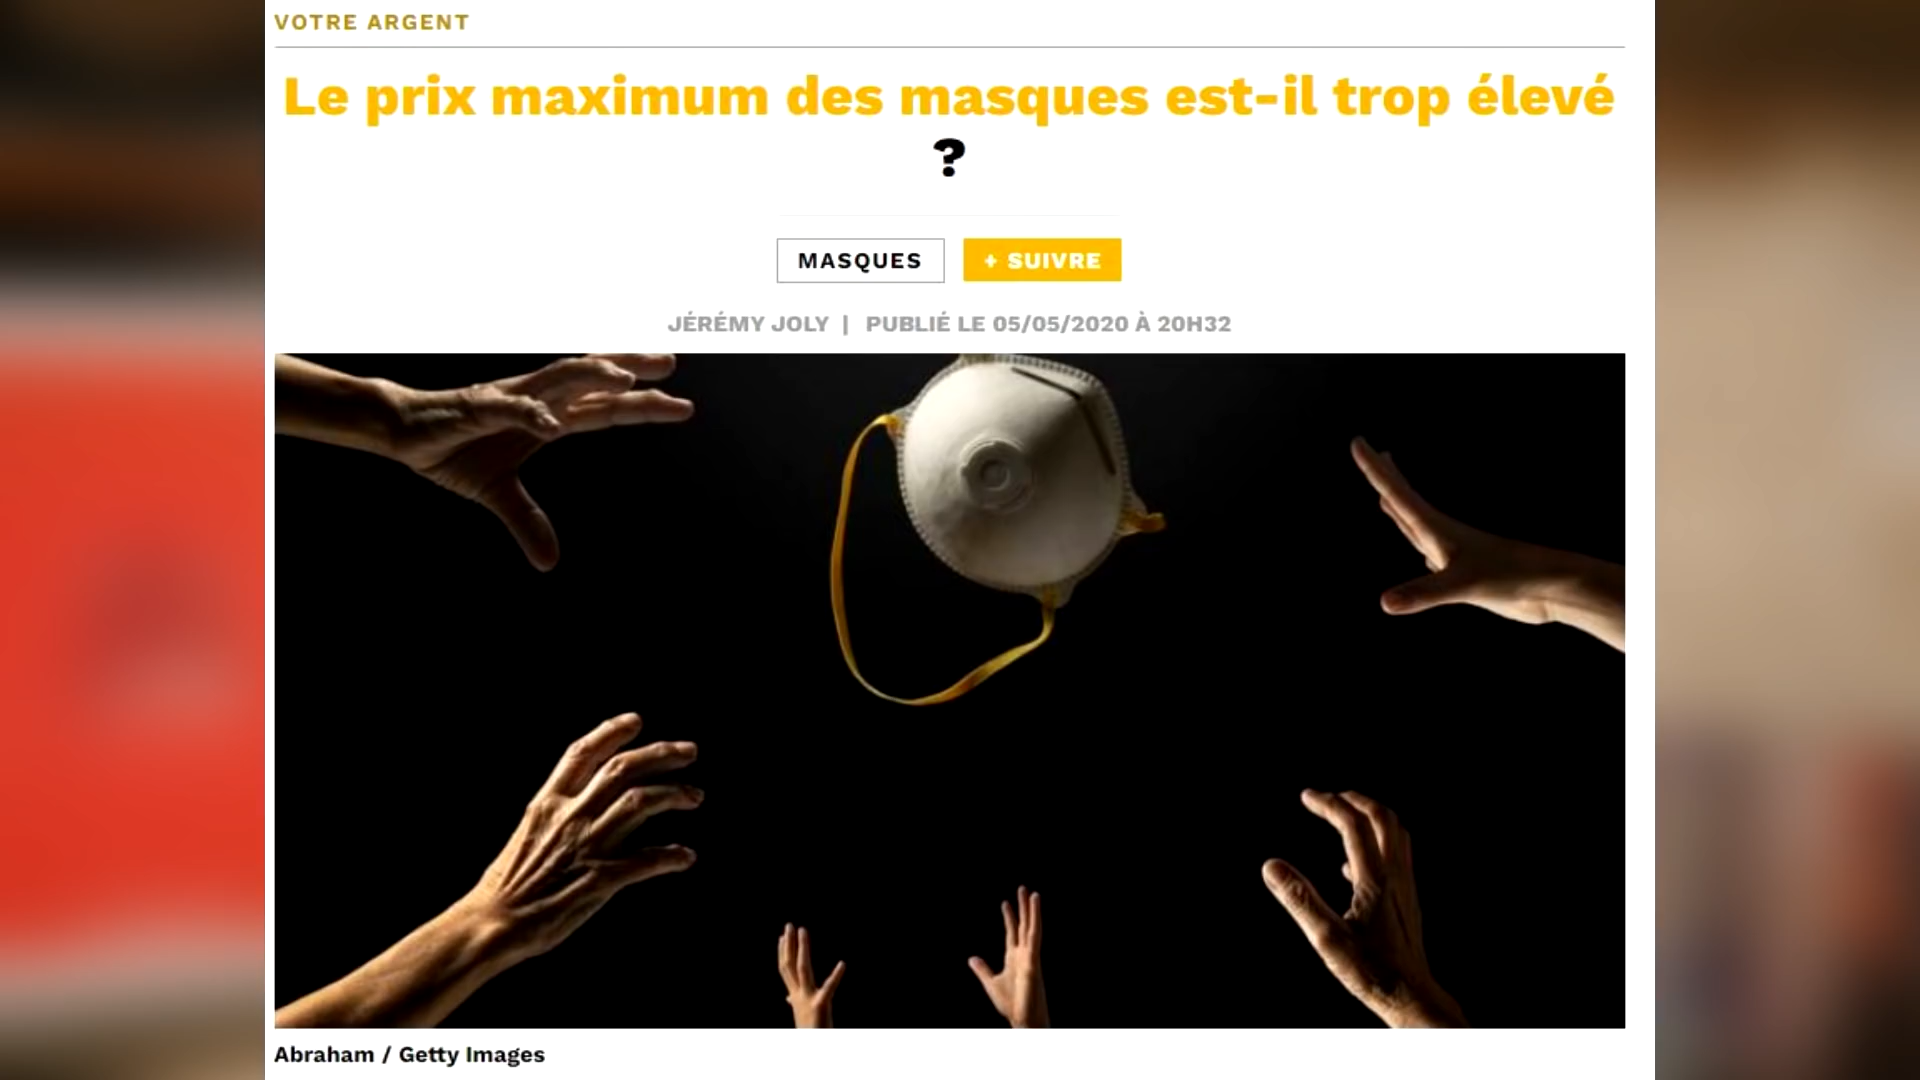 VOTRE ARGENT
Le prix maximum des masques est-il trop élevé
?
MASQUES
+ SUIVRE
JÉRÉMY JOLY | PUBLIÉ LE 05/05/2020 À 20H32
Abraham / Getty Images